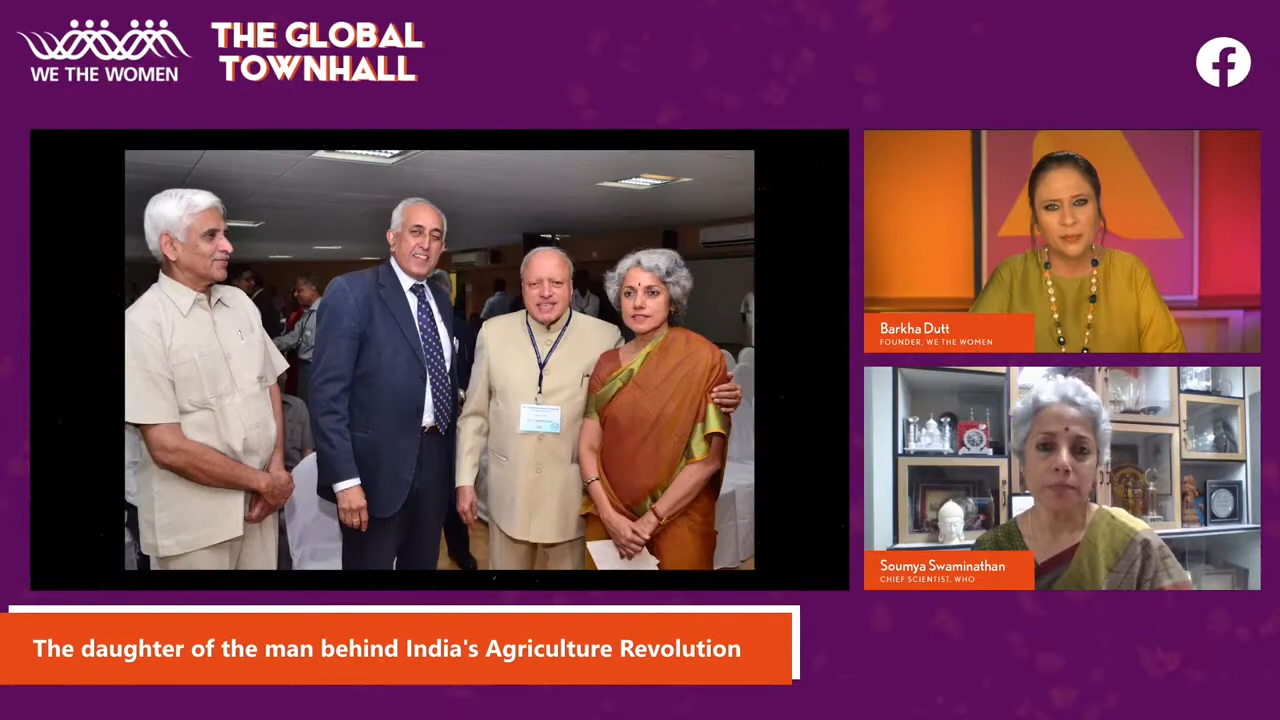 WE THE WOMEN
THE GLOBAL
TOWNHALL
Barkha Dutt
FOUNDER, WE THE WOMEN
Soumya Swaminathan
CHIEF SCIENTIST, WHO
The daughter of the man behind India's Agriculture Revolution